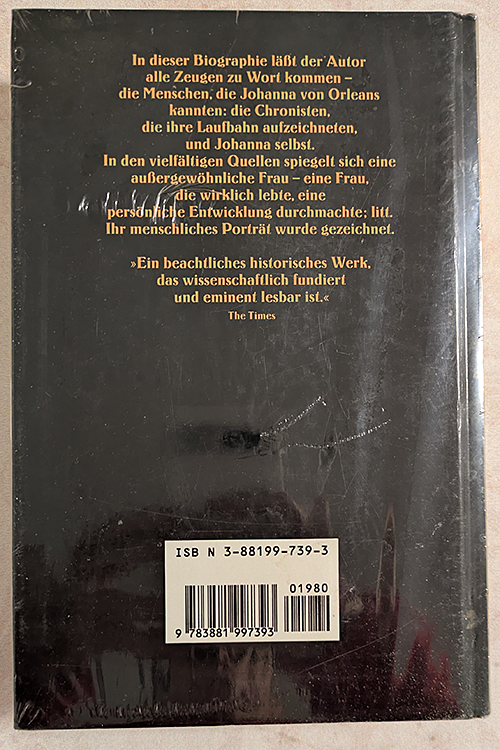 In dieser Biographie läßt der Autor
alle Zeugen zu Wort kommen –
die Menschen, die Johanna von Orleans
kannten: die Chronisten,
die ihre Laufbahn aufzeichneten,
und Johanna selbst.
In den vielfältigen Quellen spiegelt sich eine
außergewöhnliche Frau – eine Frau,
die wirklich lebte, eine
persönliche Entwicklung durchmachte; litt.
Ihr menschliches Porträt wurde gezeichnet.
»Ein beachtliches historisches Werk,
das wissenschaftlich fundiert
und eminent lesbar ist.«
The Times
ISBN 3-88199-739-3
01980
9 783881 997393